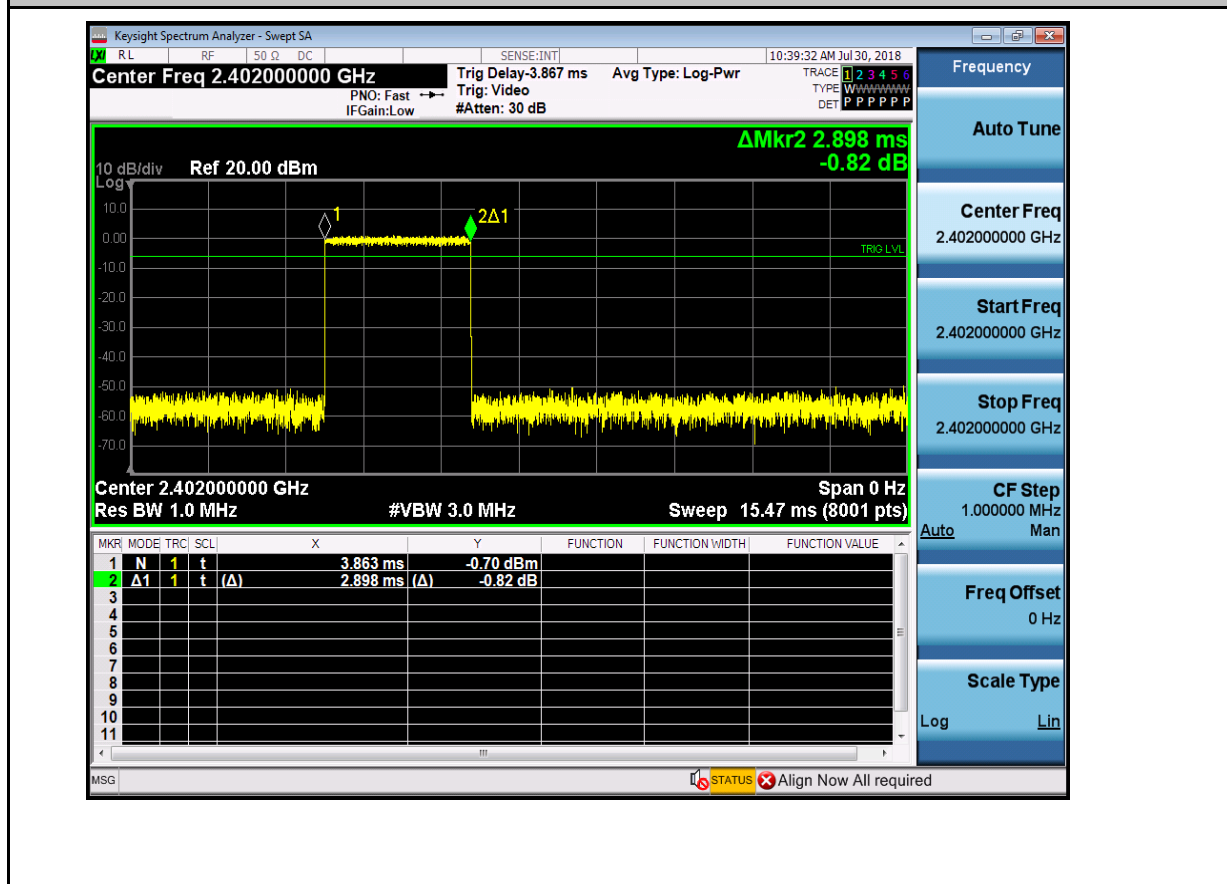 Keysight Spectrum Analyzer - Swept SA
LXI RL RF 50 Ω DC SENSE:INT 10:39:32 AM Jul 30, 2018
Center Freq 2.402000000 GHz
PNO: Fast
IFGain:Low
Trig Delay-3.867 ms
Trig: Video
#Atten: 30 dB
Avg Type: Log-Pwr
TRACE 1 2 3 4 5 6
TYPE WWWWWW
DET P P P P P P
ΔMkr2 2.898 ms
-0.82 dB
10 dB/div Ref 20.00 dBm
Log
10.0
0.00
-10.0
-20.0
-30.0
-40.0
-50.0
-60.0
-70.0
1
2Δ1
TRIG LVL
Center 2.402000000 GHz Span 0 Hz
Res BW 1.0 MHz #VBW 3.0 MHz Sweep 15.47 ms (8001 pts)
MKR MODE TRC SCL X Y FUNCTION FUNCTION WIDTH FUNCTION VALUE
1 N 1 t 3.863 ms -0.70 dBm
2 Δ1 1 t (Δ) 2.898 ms (Δ) -0.82 dB
3
4
5
6
7
8
9
10
11
MSG STATUS Align Now All required
Frequency
Auto Tune
Center Freq
2.402000000 GHz
Start Freq
2.402000000 GHz
Stop Freq
2.402000000 GHz
CF Step
1.000000 MHz
Auto Man
Freq Offset
0 Hz
Scale Type
Log Lin